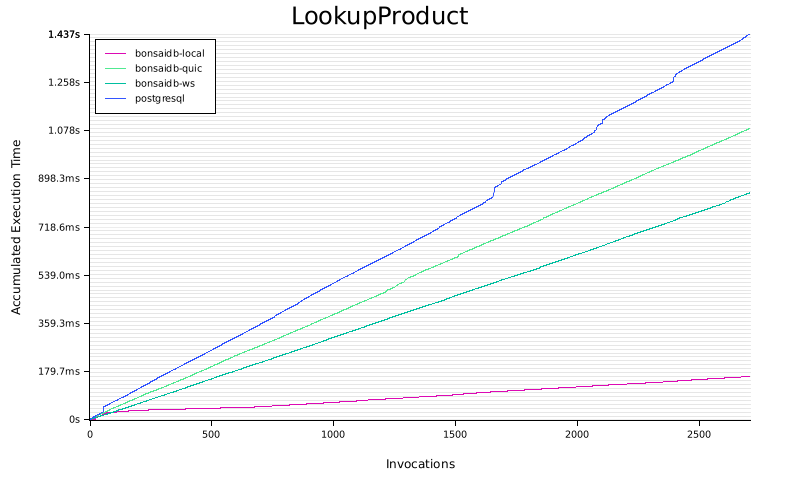 LookupProduct
1.437s
1.258s
1.078s
898.3ms
718.6ms
539.0ms
359.3ms
179.7ms
0s
bonsaidb-local
bonsaidb-quic
bonsaidb-ws
postgresql
Accumulated Execution Time
0 500 1000 1500 2000 2500
Invocations